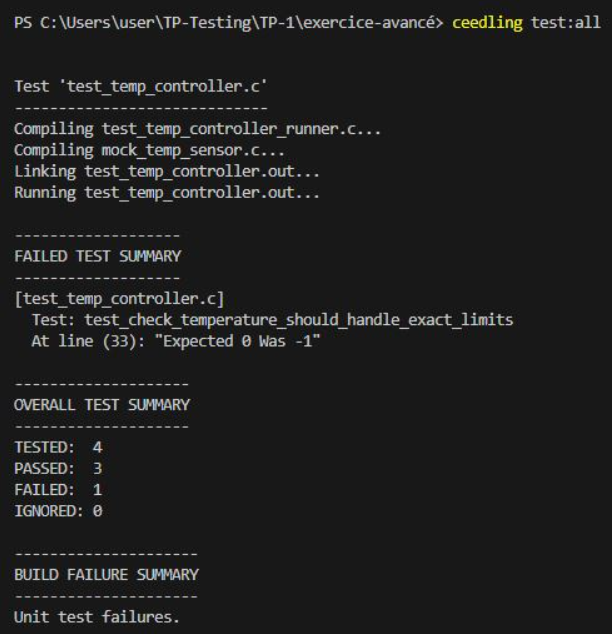 PS C:\Users\user\TP-Testing\TP-1\exercice-avancé> ceedling test:all
Test 'test_temp_controller.c'
-----------------------------
Compiling test_temp_controller_runner.c...
Compiling mock_temp_sensor.c...
Linking test_temp_controller.out...
Running test_temp_controller.out...
-------------------
FAILED TEST SUMMARY
-------------------
[test_temp_controller.c]
  Test: test_check_temperature_should_handle_exact_limits
  At line (33): "Expected 0 Was -1"
--------------------
OVERALL TEST SUMMARY
--------------------
TESTED:  4
PASSED:  3
FAILED:  1
IGNORED: 0
---------------------
BUILD FAILURE SUMMARY
---------------------
Unit test failures.